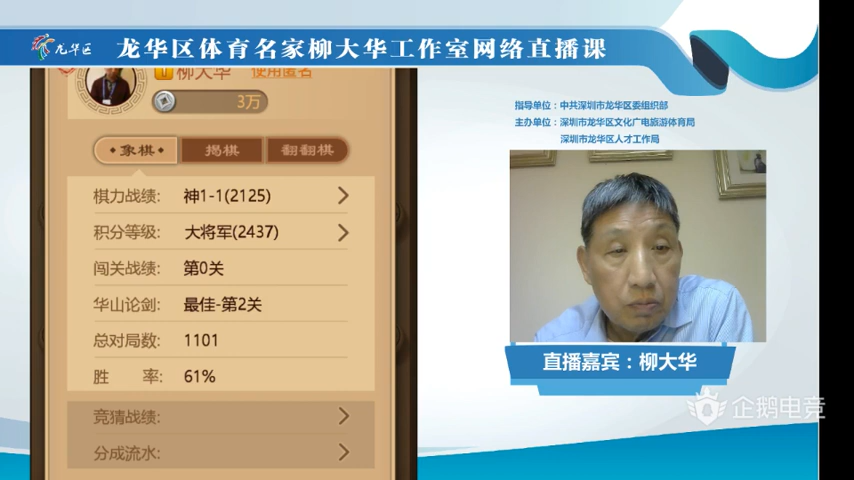 龙华区
龙华区体育名家柳大华工作室网络直播课
柳大华
使用匿名
3万
象棋
揭棋
翻翻棋
棋力战绩: 神1-1(2125)
积分等级: 大将军(2437)
闯关战绩: 第0关
华山论剑: 最佳-第2关
总对局数: 1101
胜 率: 61%
竞猜战绩:
分成流水:
指导单位：中共深圳市龙华区委组织部
主办单位：深圳市龙华区文化广电旅游体育局
深圳市龙华区人才工作局
直播嘉宾：柳大华
企鹅电竞